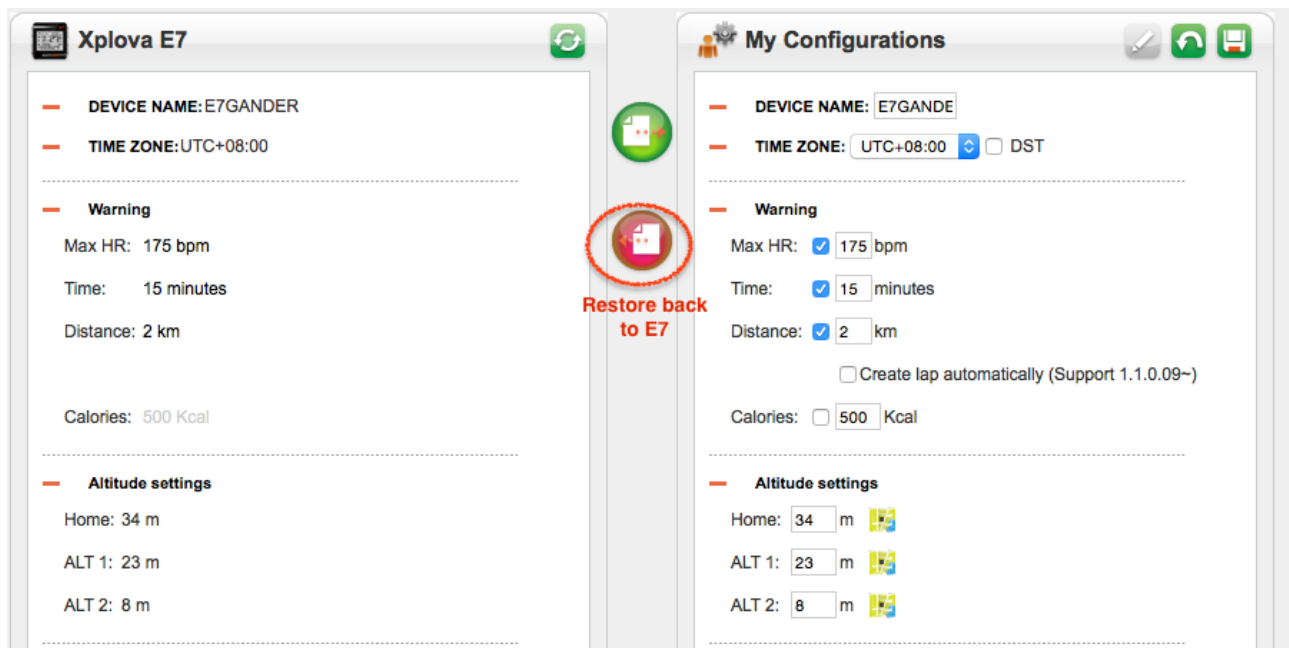 Xplova E7
DEVICE NAME:E7GANDER
TIME ZONE:UTC+08:00
Warning
Max HR: 175 bpm
Time: 15 minutes
Distance: 2 km
Calories: 500 Kcal
Altitude settings
Home: 34 m
ALT 1: 23 m
ALT 2: 8 m
Restore back
to E7
My Configurations
DEVICE NAME: E7GANDE
TIME ZONE: UTC+08:00 DST
Warning
Max HR: 175 bpm
Time: 15 minutes
Distance: 2 km
Create lap automatically (Support 1.1.0.09~)
Calories: 500 Kcal
Altitude settings
Home: 34 m
ALT 1: 23 m
ALT 2: 8 m